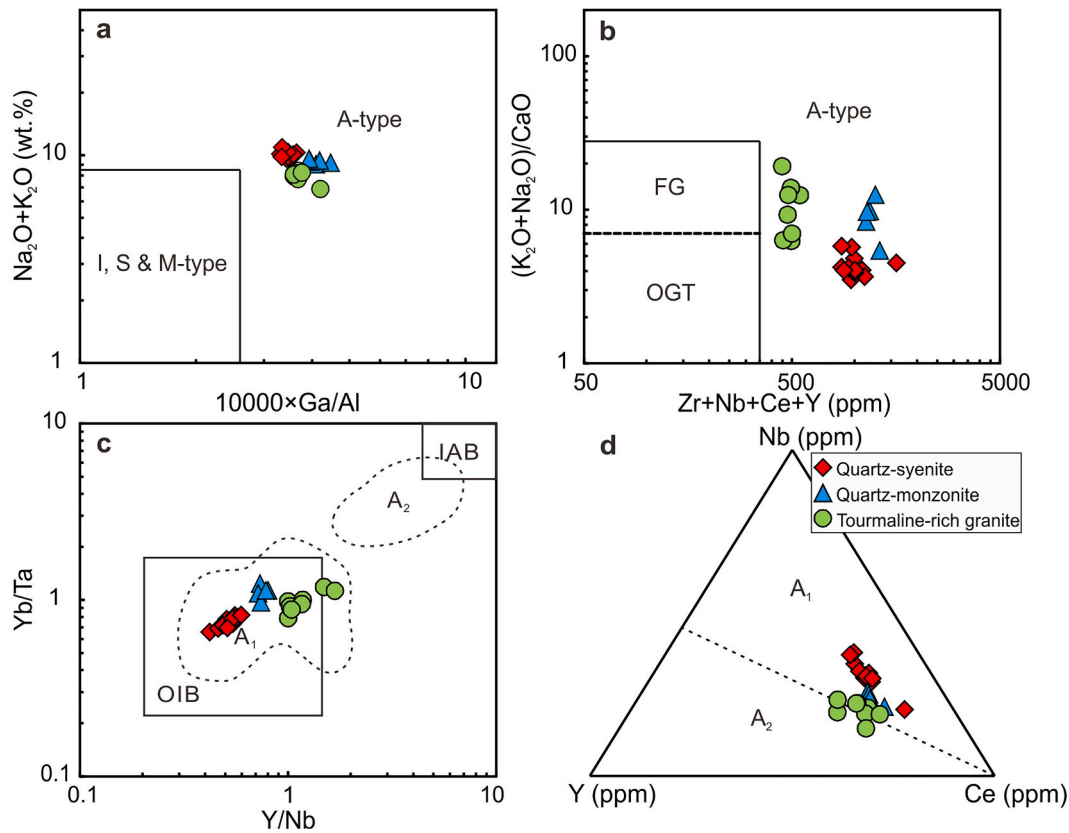 a
Na₂O+K₂O (wt.%)
10
1
A-type
I, S & M-type
1
10
10000×Ga/Al
b
(K₂O+Na₂O)/CaO
100
10
1
A-type
FG
OGT
50
500
5000
Zr+Nb+Ce+Y (ppm)
c
Yb/Ta
10
1
0.1
IAB
A₂
A₁
OIB
0.1
1
10
Y/Nb
d
Nb (ppm)
Quartz-syenite
Quartz-monzonite
Tourmaline-rich granite
A₁
A₂
Y (ppm)
Ce (ppm)